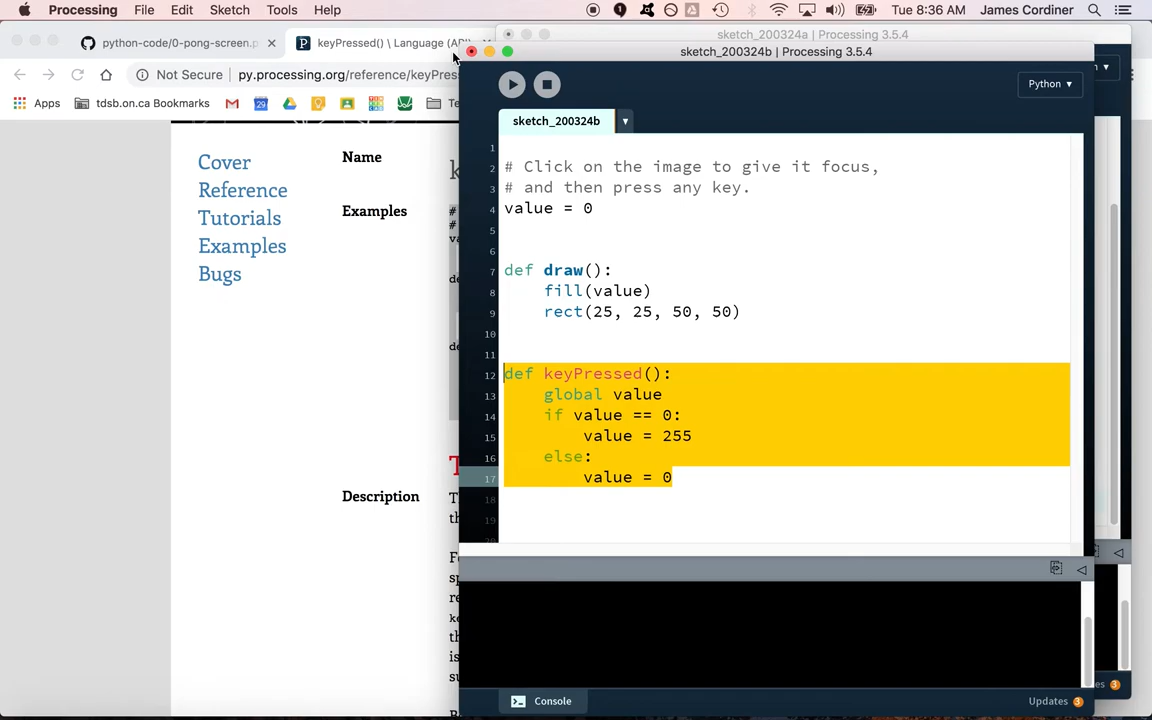 Processing File Edit Sketch Tools Help
Tue 8:36 AM James Cordiner
python-code/0-pong-screen.p
keyPressed() \ Language (API)
sketch_200324a | Processing 3.5.4
sketch_200324b | Processing 3.5.4
Not Secure py.processing.org/reference/keyPres
Python
Apps tdsb.on.ca Bookmarks Te
sketch_200324b
Cover
Reference
Tutorials
Examples
Bugs
Name
Examples
Description
1
2 # Click on the image to give it focus,
3 # and then press any key.
4 value = 0
5
6
7 def draw():
8 fill(value)
9 rect(25, 25, 50, 50)
10
11
12 def keyPressed():
13 global value
14 if value == 0:
15 value = 255
16 else:
17 value = 0
18
19
Console
Updates 3